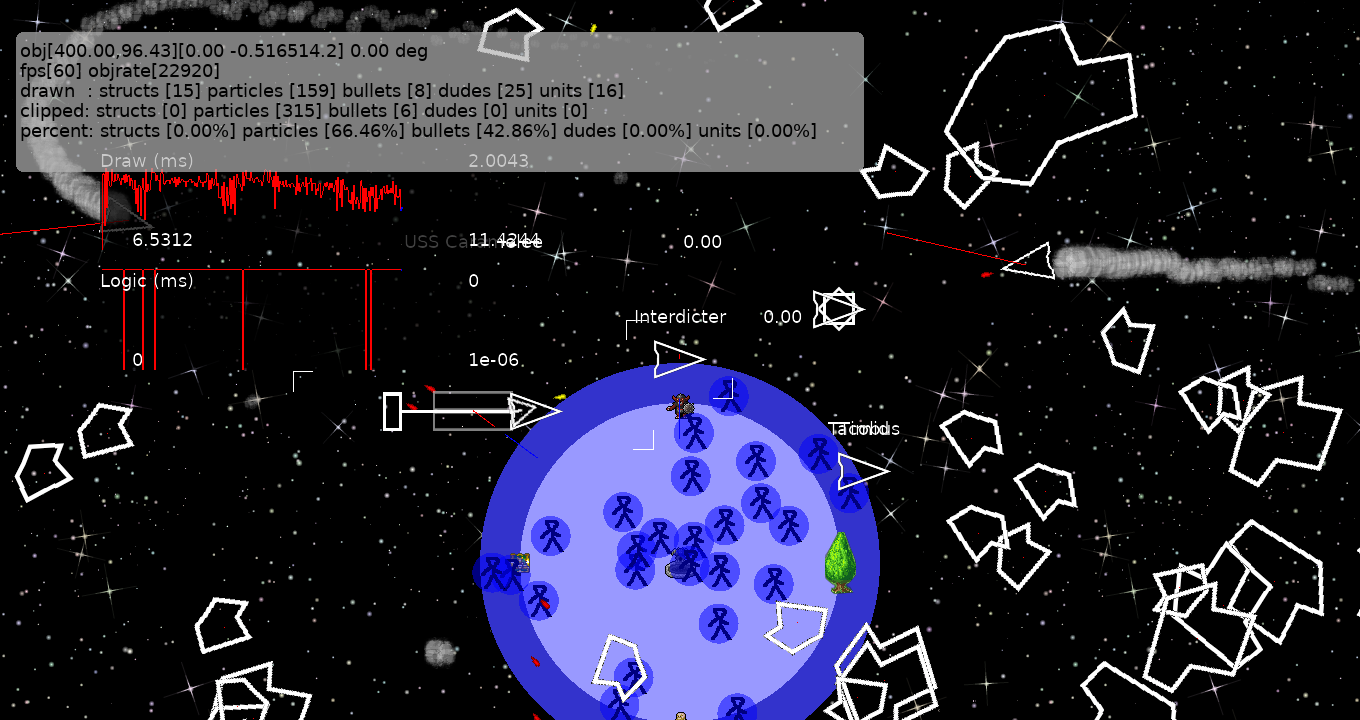 obj[400.00,96.43][0.00 -0.516514.2] 0.00 deg
fps[60] objrate[22920]
drawn  : structs [15] particles [159] bullets [8] dudes [25] units [16]
clipped: structs [0] particles [315] bullets [6] dudes [0] units [0]
percent: structs [0.00%] particles [66.46%] bullets [42.86%] dudes [0.00%] units [0.00%]
Draw (ms) 2.0043
6.5312 USS 0.00
Logic (ms) 0
Interdicter 0.00
0 1e-06